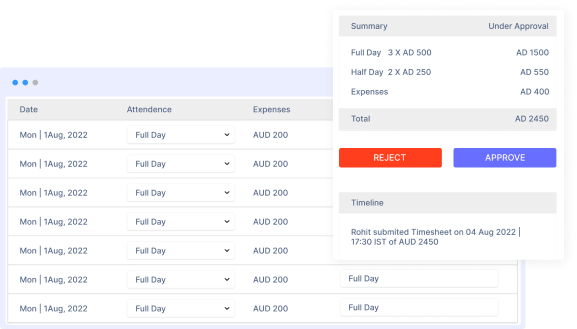 Summary Under Approval
Full Day 3 X AD 500 AD 1500
Half Day 2 X AD 250 AD 550
Expenses AD 400
Total AD 2450
REJECT APPROVE
Timeline
Rohit submited Timesheet on 04 Aug 2022 |
17:30 IST of AUD 2450
Date Attendence Expenses
Mon | 1Aug, 2022 Full Day AUD 200
Mon | 1Aug, 2022 Full Day AUD 200
Mon | 1Aug, 2022 Full Day AUD 200
Mon | 1Aug, 2022 Full Day AUD 200
Mon | 1Aug, 2022 Full Day AUD 200
Mon | 1Aug, 2022 Full Day AUD 200 Full Day
Mon | 1Aug, 2022 Full Day AUD 200 Full Day